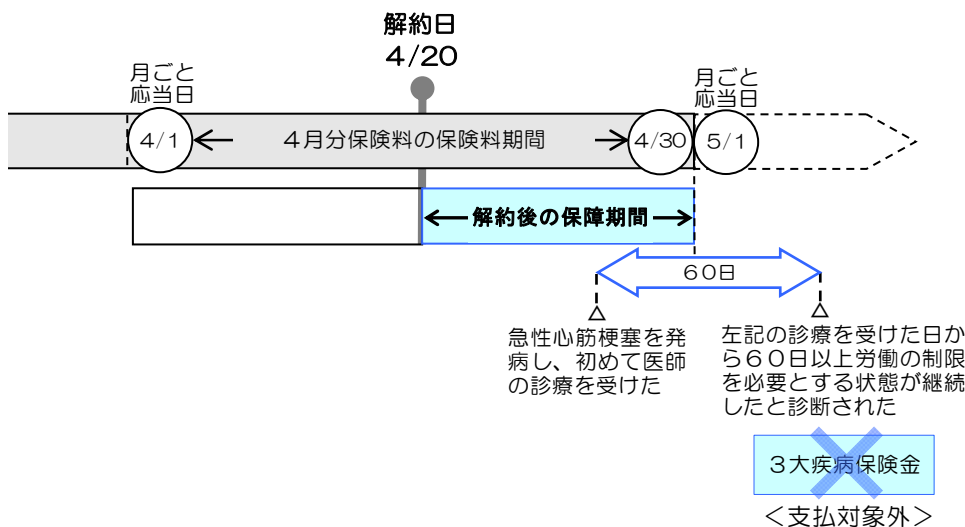 解約日
4/20
月ごと
応当日
月ごと
応当日
4/1
4月分保険料の保険料期間
4/30
5/1
解約後の保障期間
60日
急性心筋梗塞を発
病し、初めて医師
の診療を受けた
左記の診療を受けた日か
ら60日以上労働の制限
を必要とする状態が継続
したと診断された
3大疾病保険金
＜支払対象外＞